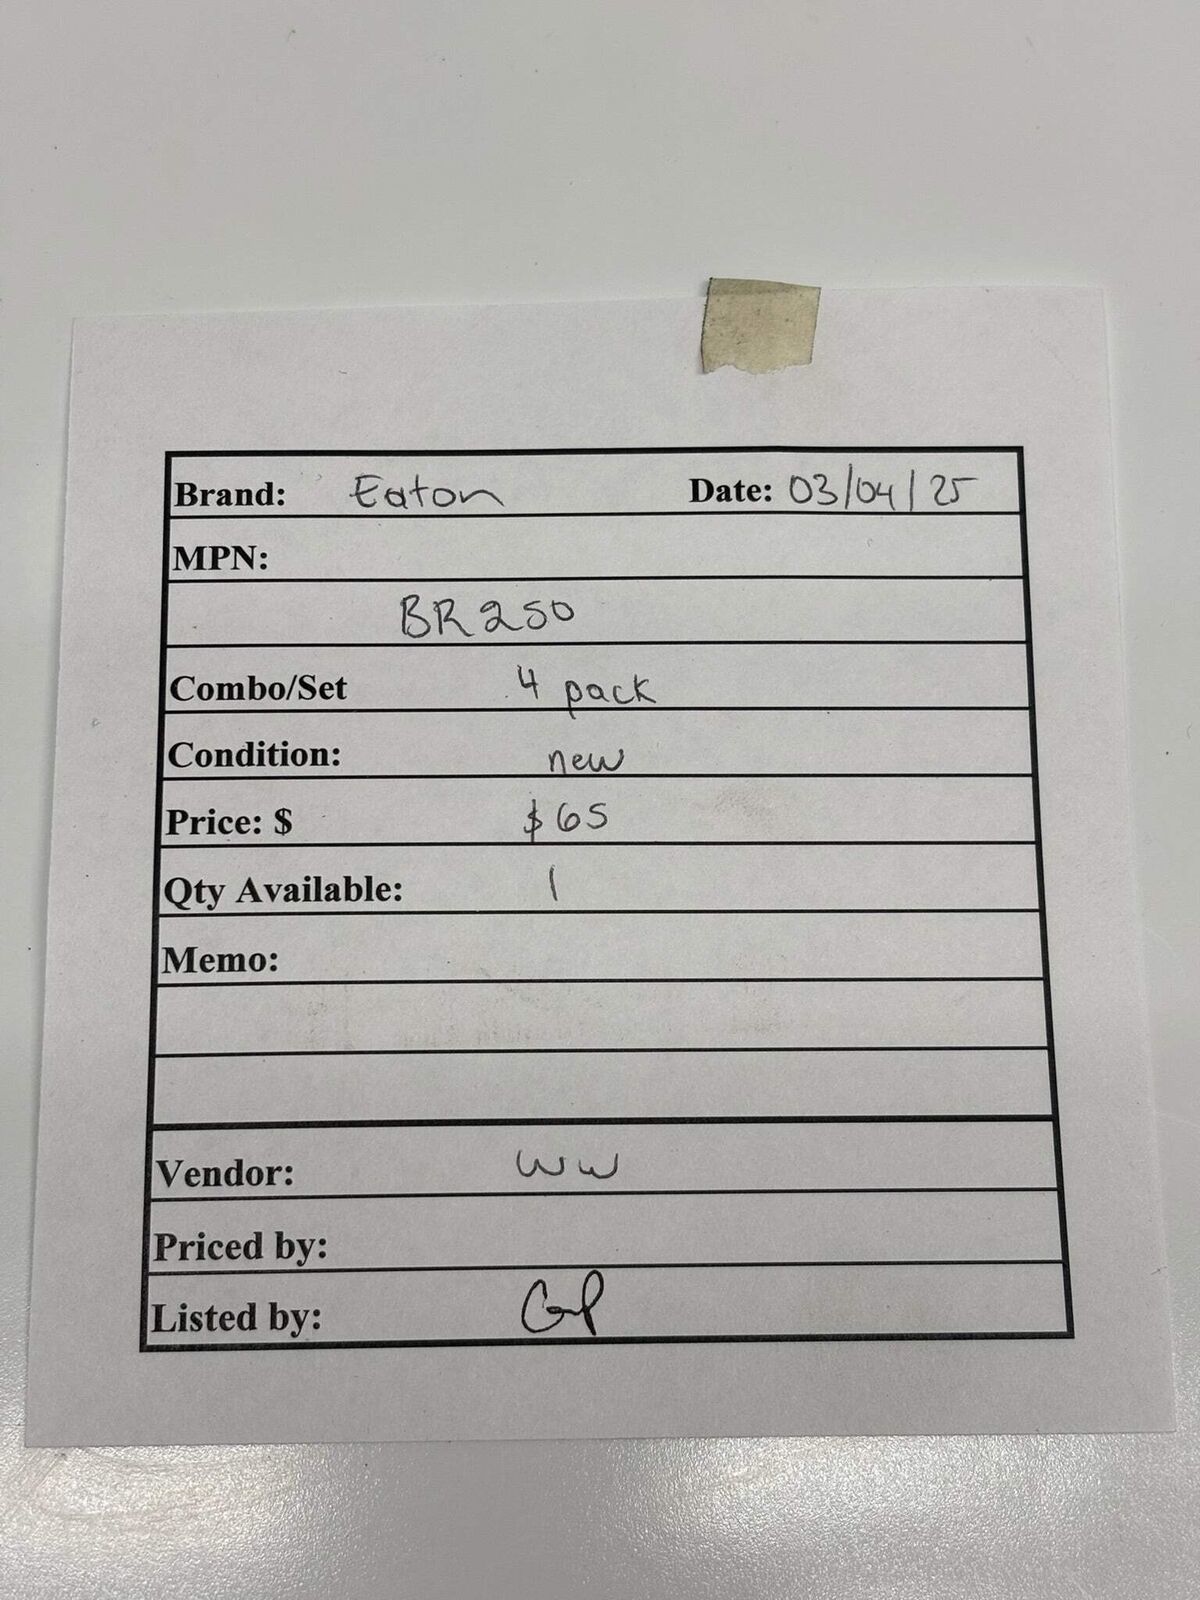 Brand: Eaton Date: 03/04/25
MPN:
BR250
Combo/Set 4 pack
Condition: new
Price: $ $65
Qty Available: 1
Memo:
Vendor: WW
Priced by:
Listed by: